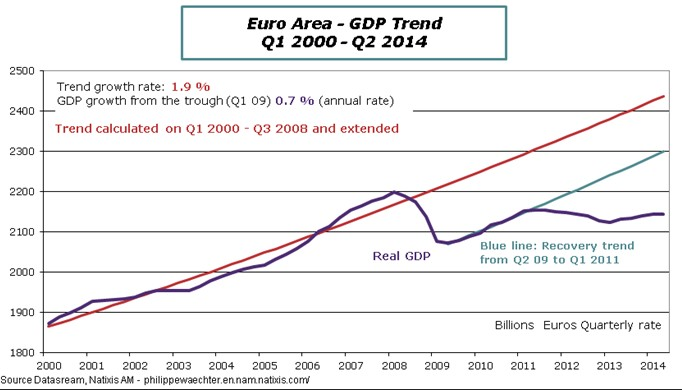 Euro Area - GDP Trend
Q1 2000 - Q2 2014
2500
2400
2300
2200
2100
2000
1900
1800
Trend growth rate: 1.9 %
GDP growth from the trough (Q1 09) 0.7 % (annual rate)
Trend calculated on Q1 2000 - Q3 2008 and extended
Real GDP
Blue line: Recovery trend
from Q2 09 to Q1 2011
Billions Euros Quarterly rate
2000 2001 2002 2003 2004 2005 2006 2007 2008 2009 2010 2011 2012 2013 2014
Source Datasream, Natixis AM - philippewaechter.en.nam.natixis.com/